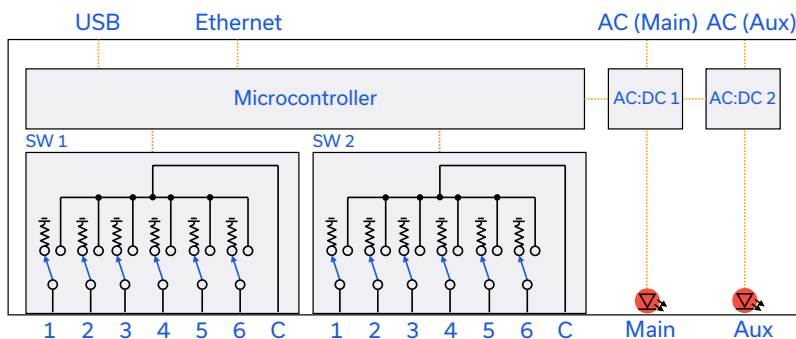 USB Ethernet AC (Main) AC (Aux)
Microcontroller AC:DC 1 AC:DC 2
SW 1 SW 2
1 2 3 4 5 6 C 1 2 3 4 5 6 C Main Aux